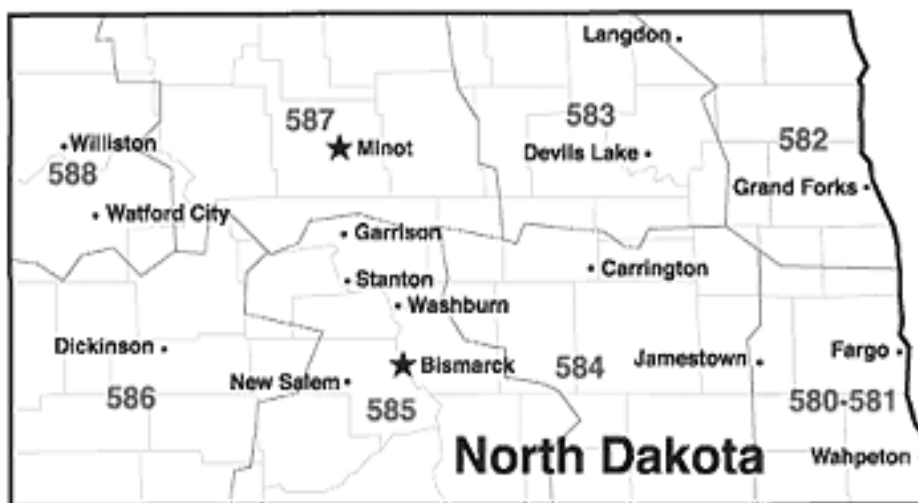 Langdon
587
583
Williston
Minot
Devils Lake
582
588
Grand Forks
Watford City
Garrison
Carrington
Stanton
Washburn
Dickinson
Bismarck
Jamestown
Fargo
New Salem
584
586
585
580-581
North Dakota
Wahpeton